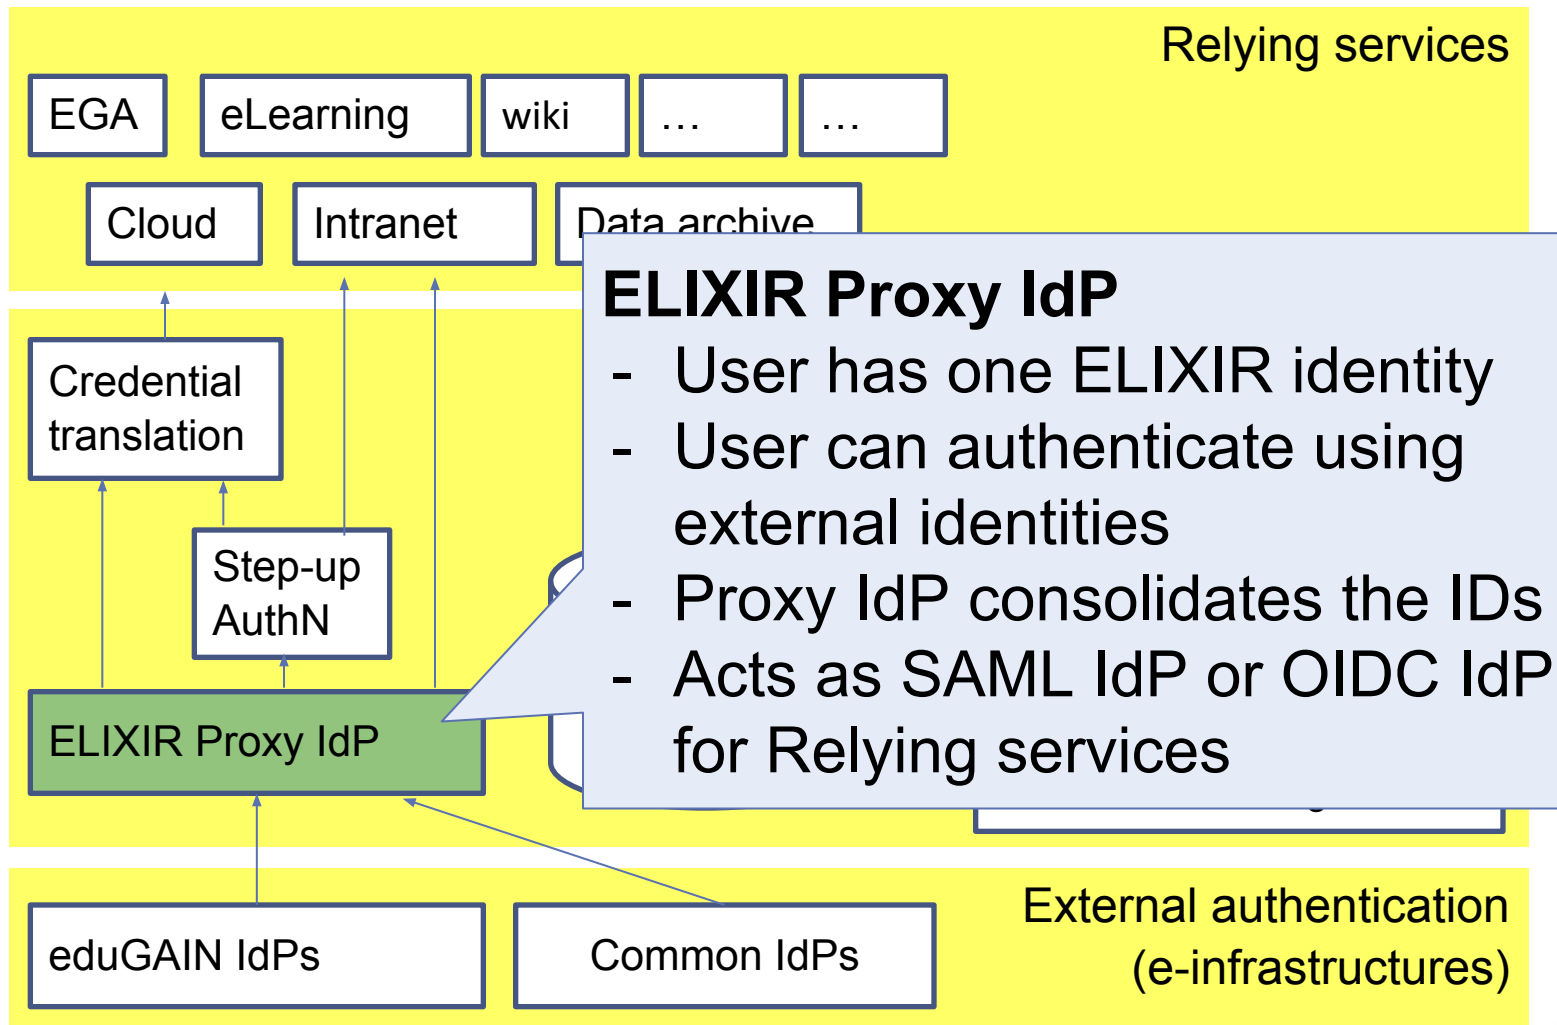 Relying services
EGA
eLearning
wiki
...
...
Cloud
Intranet
Data archive
ELIXIR Proxy IdP
- User has one ELIXIR identity
- User can authenticate using
external identities
- Proxy IdP consolidates the IDs
- Acts as SAML IdP or OIDC IdP
for Relying services
Credential
translation
Step-up
AuthN
ELIXIR Proxy IdP
eduGAIN IdPs
Common IdPs
External authentication
(e-infrastructures)